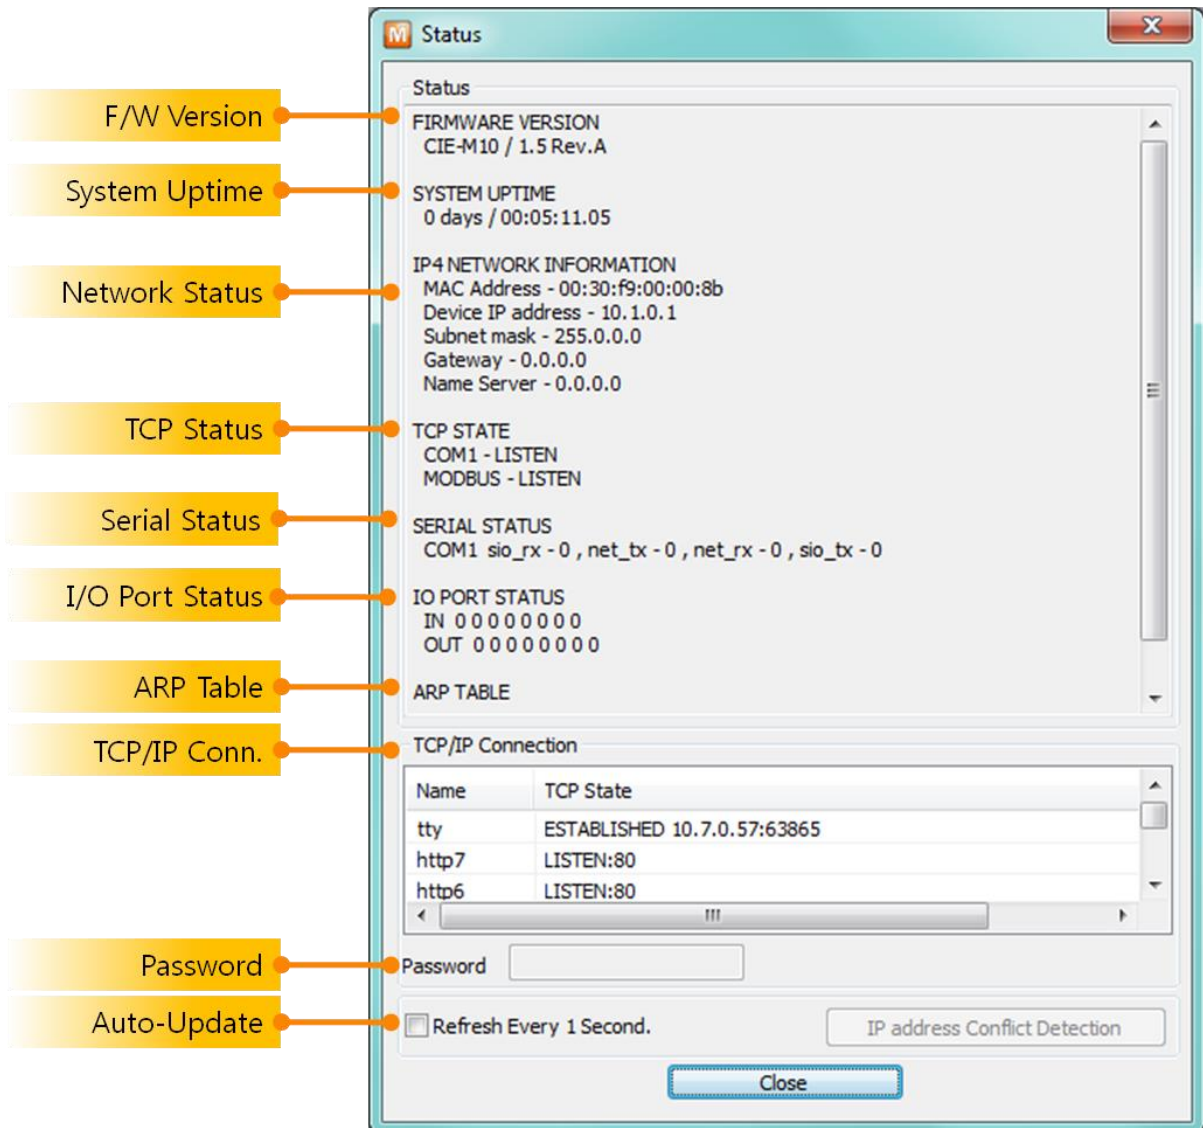 M Status
x
Status
F/W Version
FIRMWARE VERSION
CIE-M10 / 1.5 Rev.A
System Uptime
SYSTEM UPTIME
0 days / 00:05:11.05
IP4 NETWORK INFORMATION
Network Status
MAC Address - 00:30:f9:00:00:8b
Device IP address - 10.1.0.1
Subnet mask - 255.0.0.0
Gateway - 0.0.0.0
Name Server - 0.0.0.0
TCP Status
TCP STATE
COM1 - LISTEN
MODBUS - LISTEN
Serial Status
SERIAL STATUS
COM1 sio_rx - 0 , net_tx - 0 , net_rx - 0 , sio_tx - 0
I/O Port Status
IO PORT STATUS
IN 0 0 0 0 0 0 0 0
OUT 0 0 0 0 0 0 0 0
ARP Table
ARP TABLE
TCP/IP Conn.
TCP/IP Connection
Name TCP State
tty ESTABLISHED 10.7.0.57:63865
http7 LISTEN:80
http6 LISTEN:80
Password
Password
Auto-Update
Refresh Every 1 Second. IP address Conflict Detection
Close